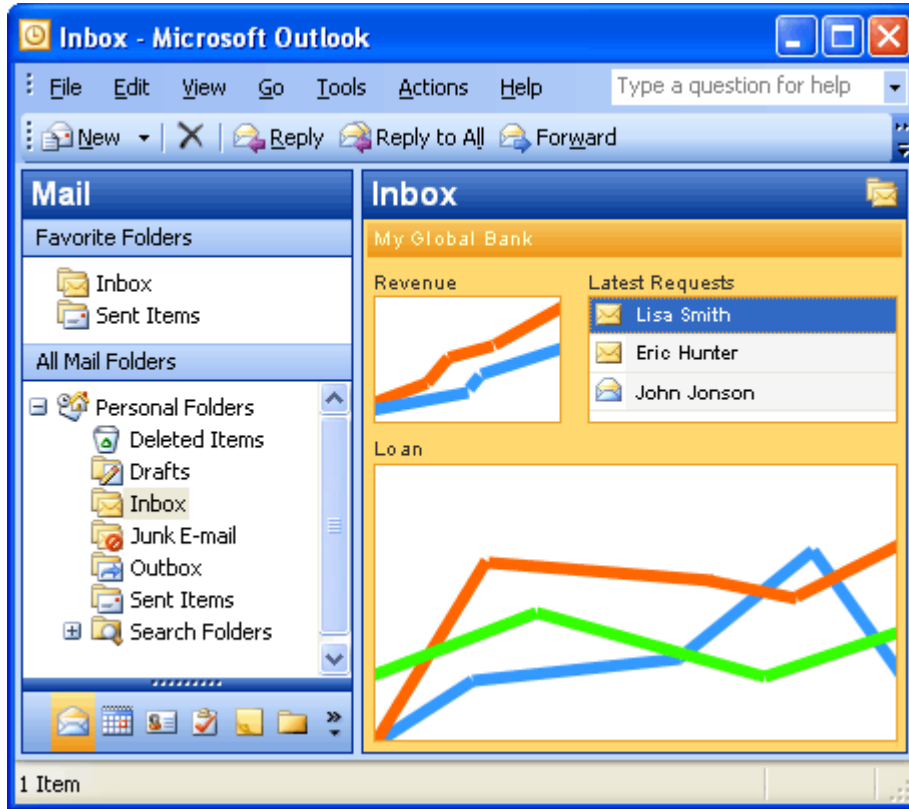 Inbox - Microsoft Outlook
File Edit View Go Tools Actions Help Type a question for help
New Reply Reply to All Forward
Mail
Favorite Folders
Inbox
Sent Items
All Mail Folders
Personal Folders
Deleted Items
Drafts
Inbox
Junk E-mail
Outbox
Sent Items
Search Folders
Inbox
My Global Bank
Revenue
Latest Requests
Lisa Smith
Eric Hunter
John Jonson
Loan
1 Item